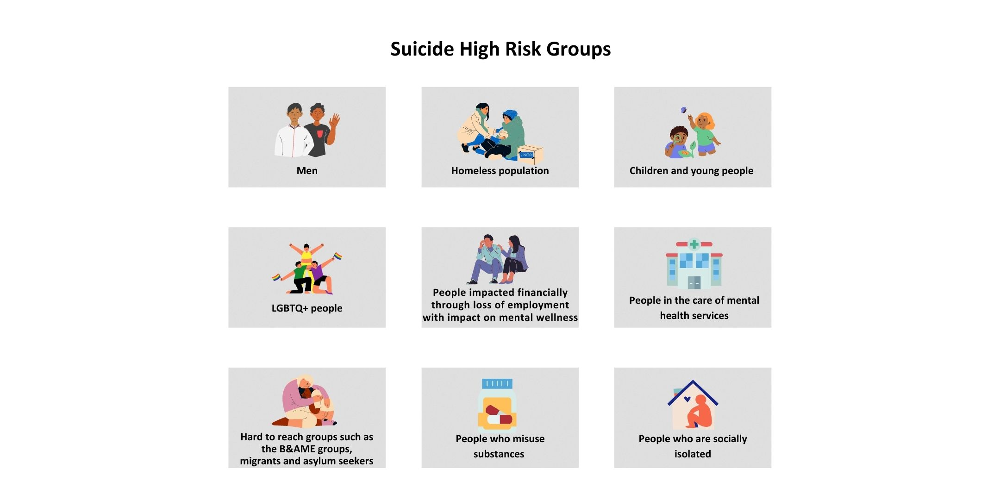 Suicide High Risk Groups
Men
Homeless population
Children and young people
DONATION
LGBTQ+ people
People impacted financially
through loss of employment
with impact on mental wellness
People in the care of mental
health services
Hard to reach groups such as
the B&AME groups,
migrants and asylum seekers
People who misuse
substances
People who are socially
isolated